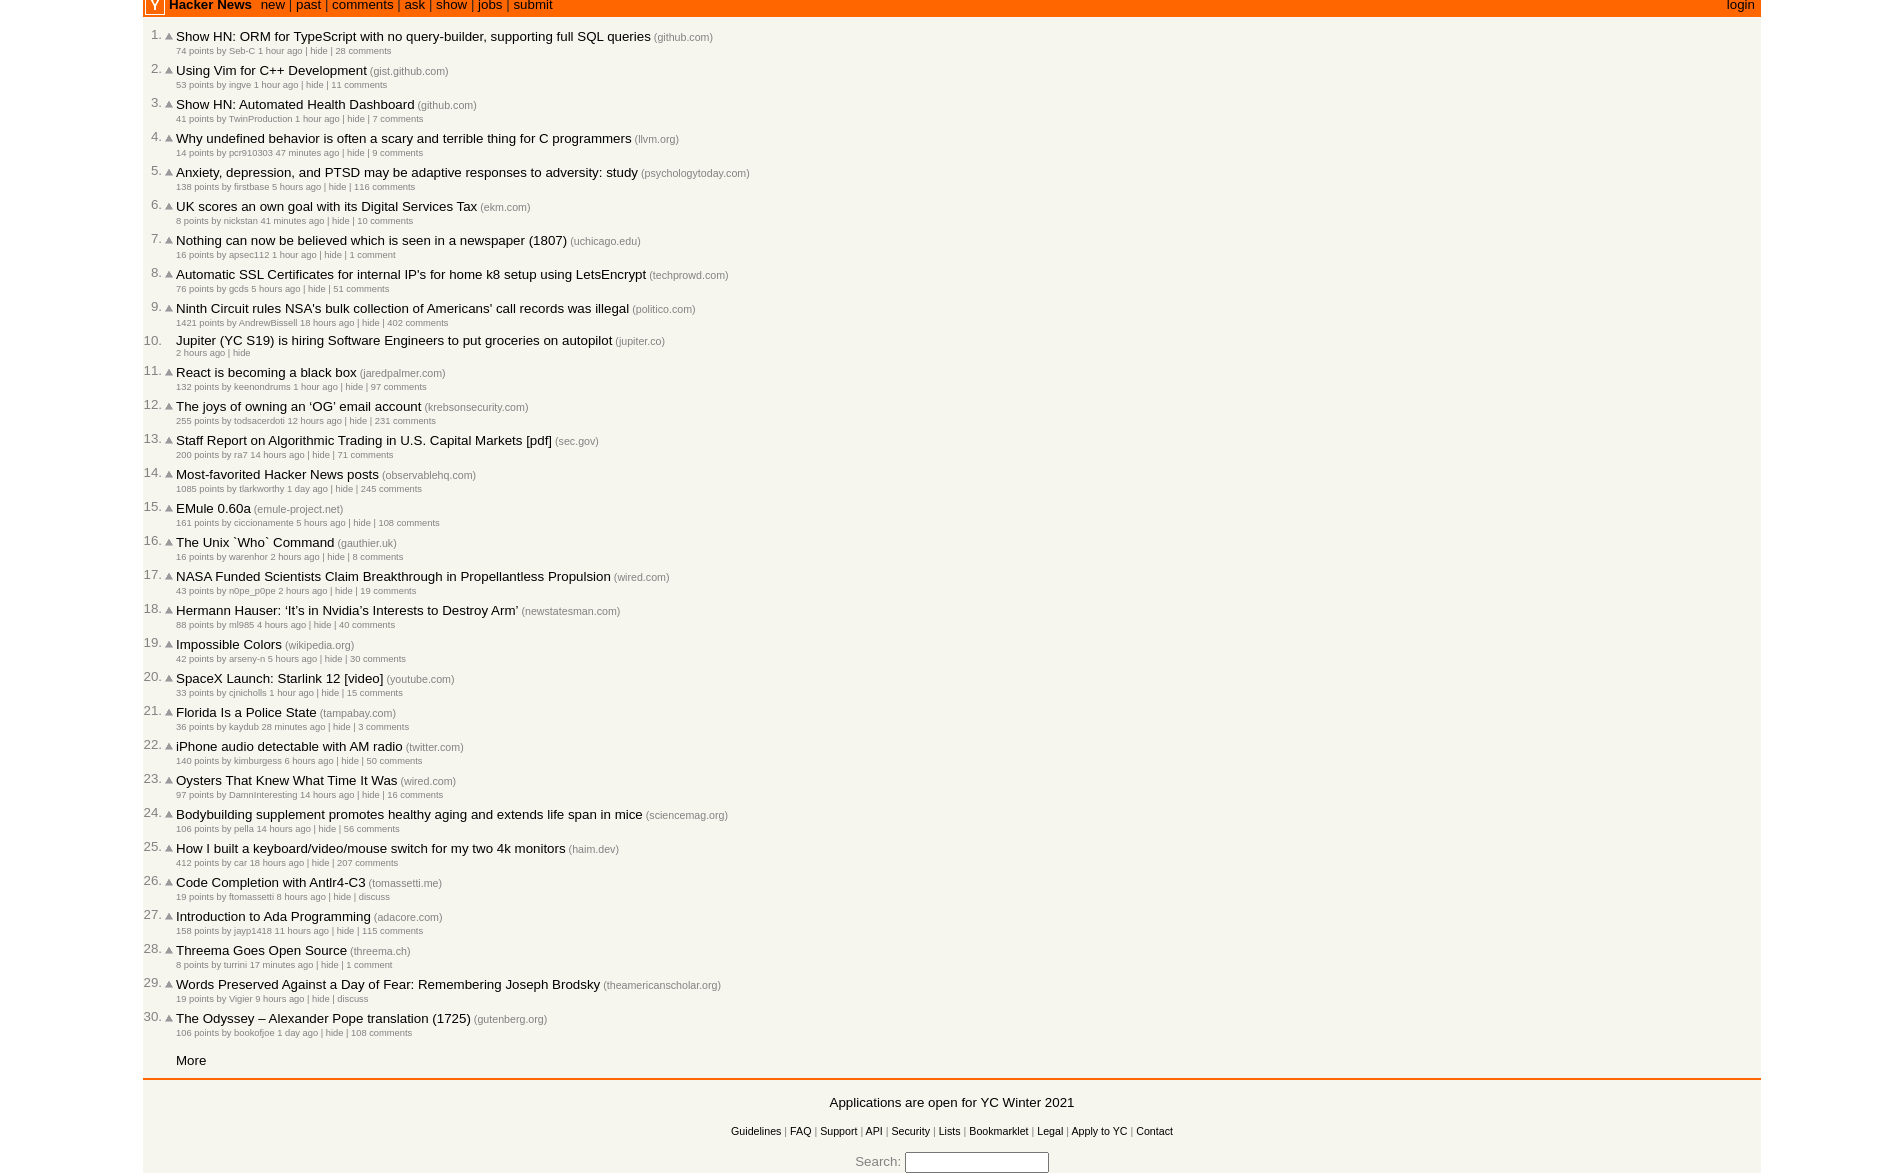 Y Hacker News new | past | comments | ask | show | jobs | submit login
1. Show HN: ORM for TypeScript with no query-builder, supporting full SQL queries (github.com)
74 points by Seb-C 1 hour ago | hide | 28 comments
2. Using Vim for C++ Development (gist.github.com)
53 points by ingve 1 hour ago | hide | 11 comments
3. Show HN: Automated Health Dashboard (github.com)
41 points by TwinProduction 1 hour ago | hide | 7 comments
4. Why undefined behavior is often a scary and terrible thing for C programmers (llvm.org)
14 points by pcr910303 47 minutes ago | hide | 9 comments
5. Anxiety, depression, and PTSD may be adaptive responses to adversity: study (psychologytoday.com)
138 points by firstbase 5 hours ago | hide | 116 comments
6. UK scores an own goal with its Digital Services Tax (ekm.com)
8 points by nickstan 41 minutes ago | hide | 10 comments
7. Nothing can now be believed which is seen in a newspaper (1807) (uchicago.edu)
16 points by apsec112 1 hour ago | hide | 1 comment
8. Automatic SSL Certificates for internal IP's for home k8 setup using LetsEncrypt (techprowd.com)
76 points by gcds 5 hours ago | hide | 51 comments
9. Ninth Circuit rules NSA's bulk collection of Americans' call records was illegal (politico.com)
1421 points by AndrewBissell 18 hours ago | hide | 402 comments
10. Jupiter (YC S19) is hiring Software Engineers to put groceries on autopilot (jupiter.co)
2 hours ago | hide
11. React is becoming a black box (jaredpalmer.com)
132 points by keenondrums 1 hour ago | hide | 97 comments
12. The joys of owning an ‘OG’ email account (krebsonsecurity.com)
255 points by todsacerdoti 12 hours ago | hide | 231 comments
13. Staff Report on Algorithmic Trading in U.S. Capital Markets [pdf] (sec.gov)
200 points by ra7 14 hours ago | hide | 71 comments
14. Most-favorited Hacker News posts (observablehq.com)
1085 points by tlarkworthy 1 day ago | hide | 245 comments
15. EMule 0.60a (emule-project.net)
161 points by ciccionamente 5 hours ago | hide | 108 comments
16. The Unix `Who` Command (gauthier.uk)
16 points by warenhor 2 hours ago | hide | 8 comments
17. NASA Funded Scientists Claim Breakthrough in Propellantless Propulsion (wired.com)
43 points by n0pe_p0pe 2 hours ago | hide | 19 comments
18. Hermann Hauser: ‘It’s in Nvidia’s Interests to Destroy Arm’ (newstatesman.com)
88 points by ml985 4 hours ago | hide | 40 comments
19. Impossible Colors (wikipedia.org)
42 points by arseny-n 5 hours ago | hide | 30 comments
20. SpaceX Launch: Starlink 12 [video] (youtube.com)
33 points by cjnicholls 1 hour ago | hide | 15 comments
21. Florida Is a Police State (tampabay.com)
36 points by kaydub 28 minutes ago | hide | 3 comments
22. iPhone audio detectable with AM radio (twitter.com)
140 points by kimburgess 6 hours ago | hide | 50 comments
23. Oysters That Knew What Time It Was (wired.com)
97 points by DamnInteresting 14 hours ago | hide | 16 comments
24. Bodybuilding supplement promotes healthy aging and extends life span in mice (sciencemag.org)
106 points by pella 14 hours ago | hide | 56 comments
25. How I built a keyboard/video/mouse switch for my two 4k monitors (haim.dev)
412 points by car 18 hours ago | hide | 207 comments
26. Code Completion with Antlr4-C3 (tomassetti.me)
19 points by ftomassetti 8 hours ago | hide | discuss
27. Introduction to Ada Programming (adacore.com)
158 points by jayp1418 11 hours ago | hide | 115 comments
28. Threema Goes Open Source (threema.ch)
8 points by turrini 17 minutes ago | hide | 1 comment
29. Words Preserved Against a Day of Fear: Remembering Joseph Brodsky (theamericanscholar.org)
19 points by Vigier 9 hours ago | hide | discuss
30. The Odyssey – Alexander Pope translation (1725) (gutenberg.org)
106 points by bookofjoe 1 day ago | hide | 108 comments
More
Applications are open for YC Winter 2021
Guidelines | FAQ | Support | API | Security | Lists | Bookmarklet | Legal | Apply to YC | Contact
Search: